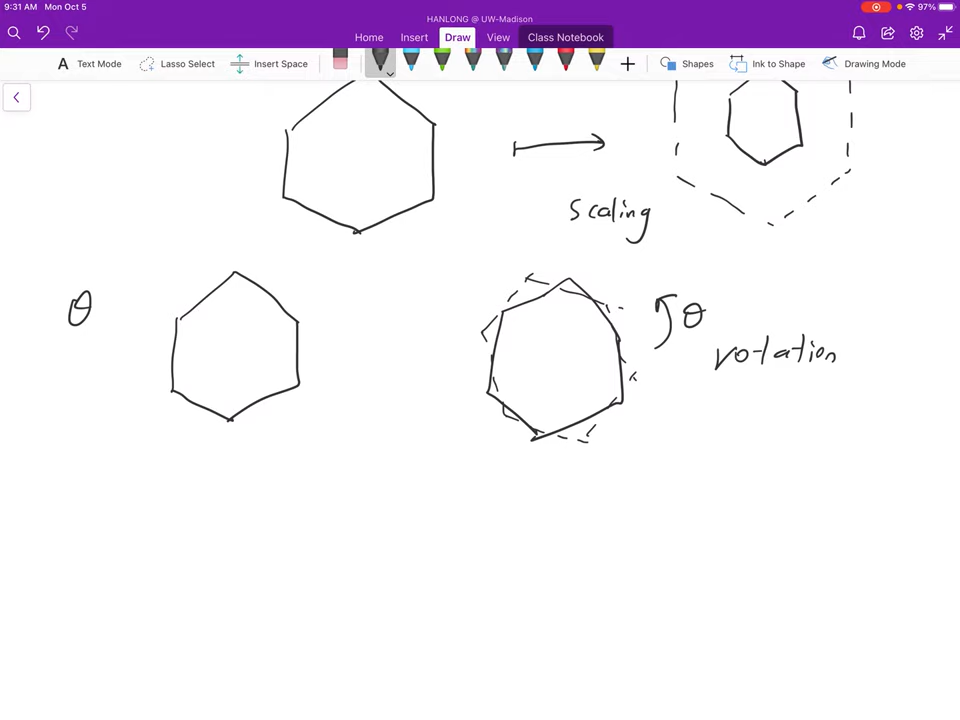 9:31 AM Mon Oct 5
97%
HANLONG @ UW-Madison
Home Insert Draw View Class Notebook
A Text Mode Lasso Select Insert Space Shapes Ink to Shape Drawing Mode
scaling
θ
θ
rotation